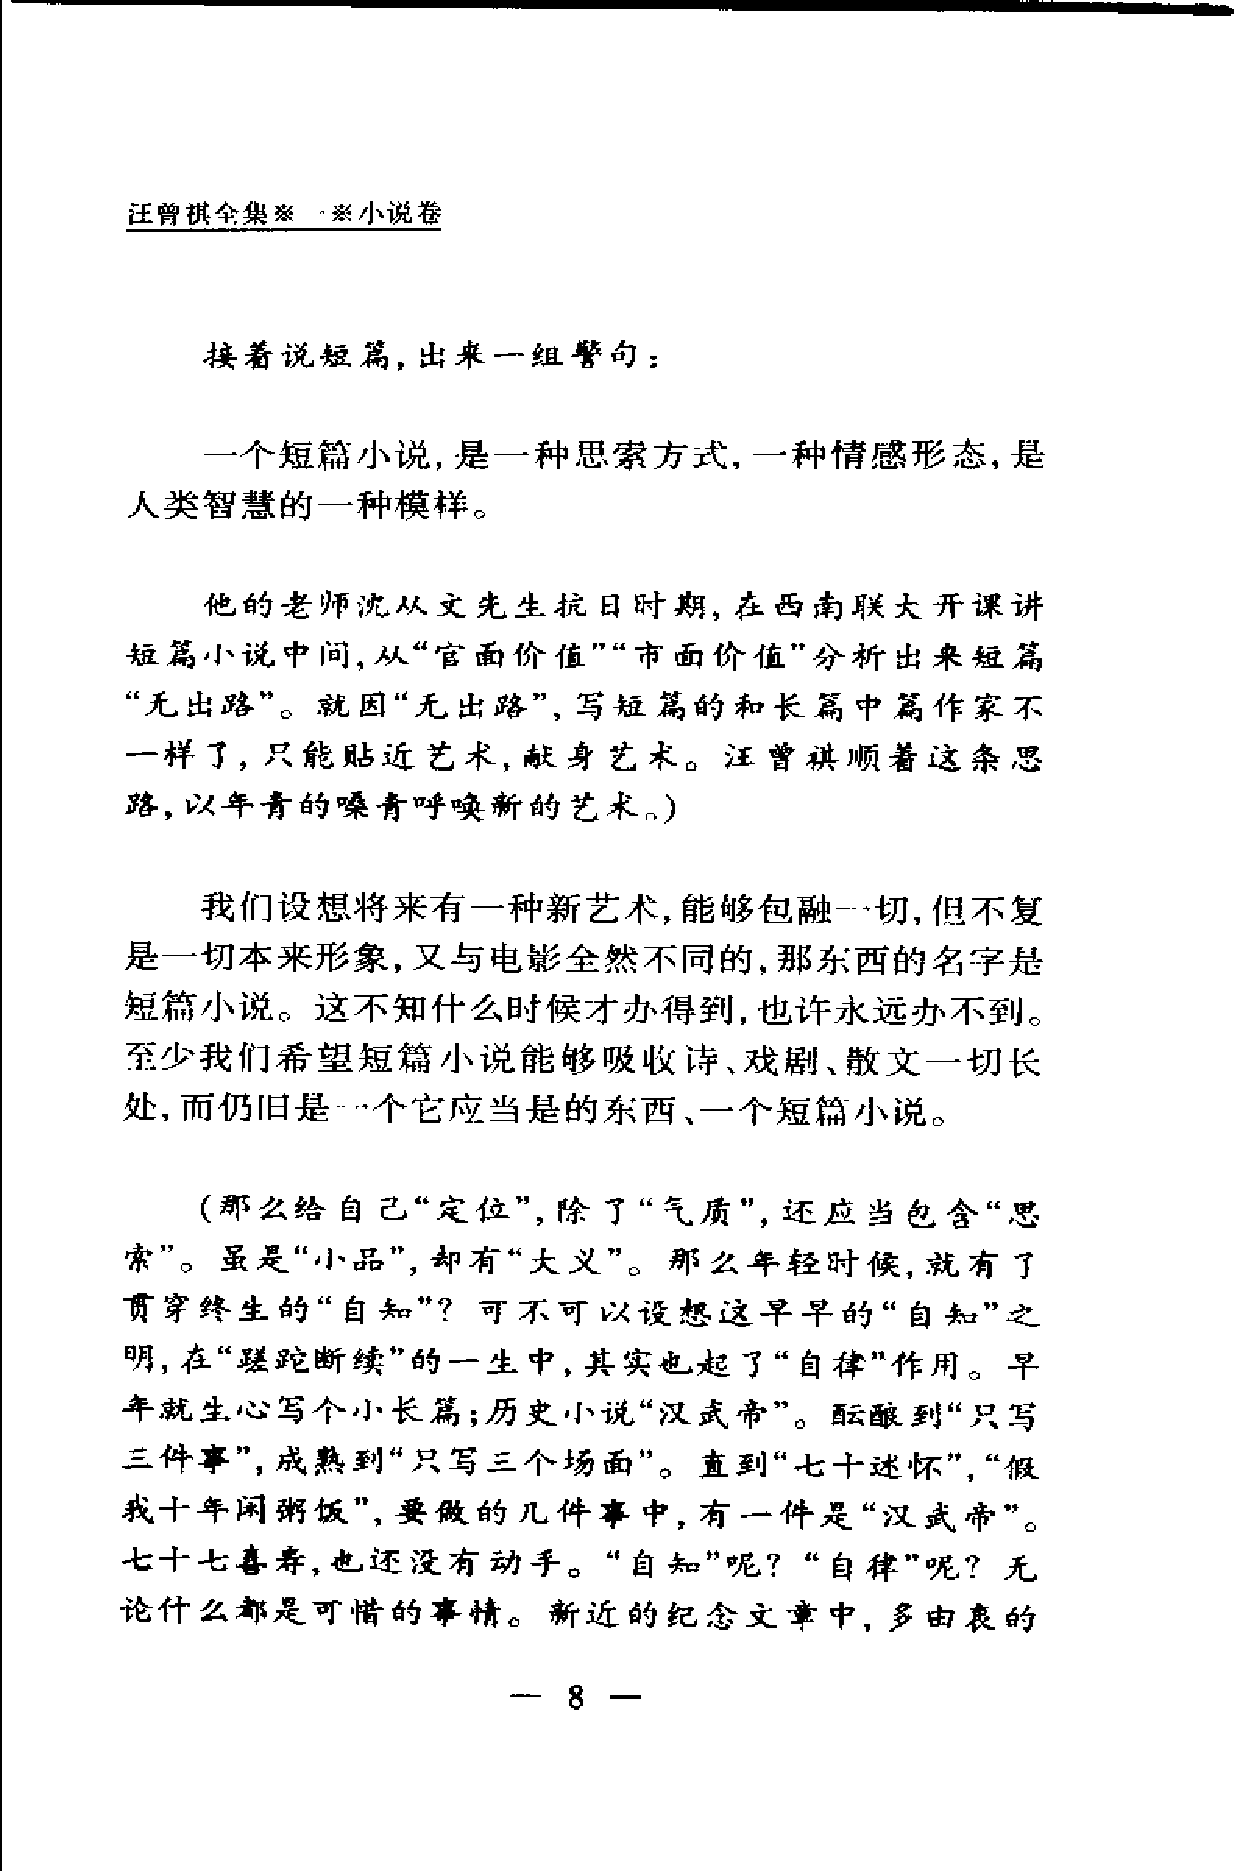 汪曾祺全集※一※小说卷
接着说短篇,出来一组警句:
一个短篇小说,是一种思索方式,一种情感形态,是
人类智慧的一种模样。
他的老师沈从文先生抗日时期,在西南联大开课讲
短篇小说中间,从“官面价值”“市面价值”分析出来短篇
“无出路”。就因“无出路”,写短篇的和长篇中篇作家不
一样了,只能贴近艺术,献身艺术。汪曾祺顺着这条思
路,以年青的嗓音呼唤新的艺术。)
我们设想将来有一种新艺术,能够包融一切,但不复
是一切本来形象,又与电影全然不同的,那东西的名字是
短篇小说。这不知什么时候才办得到,也许永远办不到。
至少我们希望短篇小说能够吸收诗、戏剧、散文一切长
处,而仍旧是一个它应当是的东西、一个短篇小说。
(那么给自己“定位”,除了“气质”,还应当包含“思
索”。虽是“小品”,却有“大义”。那么年轻时候,就有了
贯穿终生的“自知”?可不可以设想这早早的“自知”之
明,在“蹉跎断续”的一生中,其实也起了“自律”作用。早
年就生心写个小长篇;历史小说“汉武帝”。酝酿到“只写
三件事”,成熟到“只写三个场面”。直到“七十述怀”,“假
我十年闲粥饭”,要做的几件事中,有一件是“汉武帝”。
七十七喜寿,也还没有动手。“自知”呢?“自律”呢?无
论什么都是可惜的事情。新近的纪念文章中,多由衷的
— 8 —